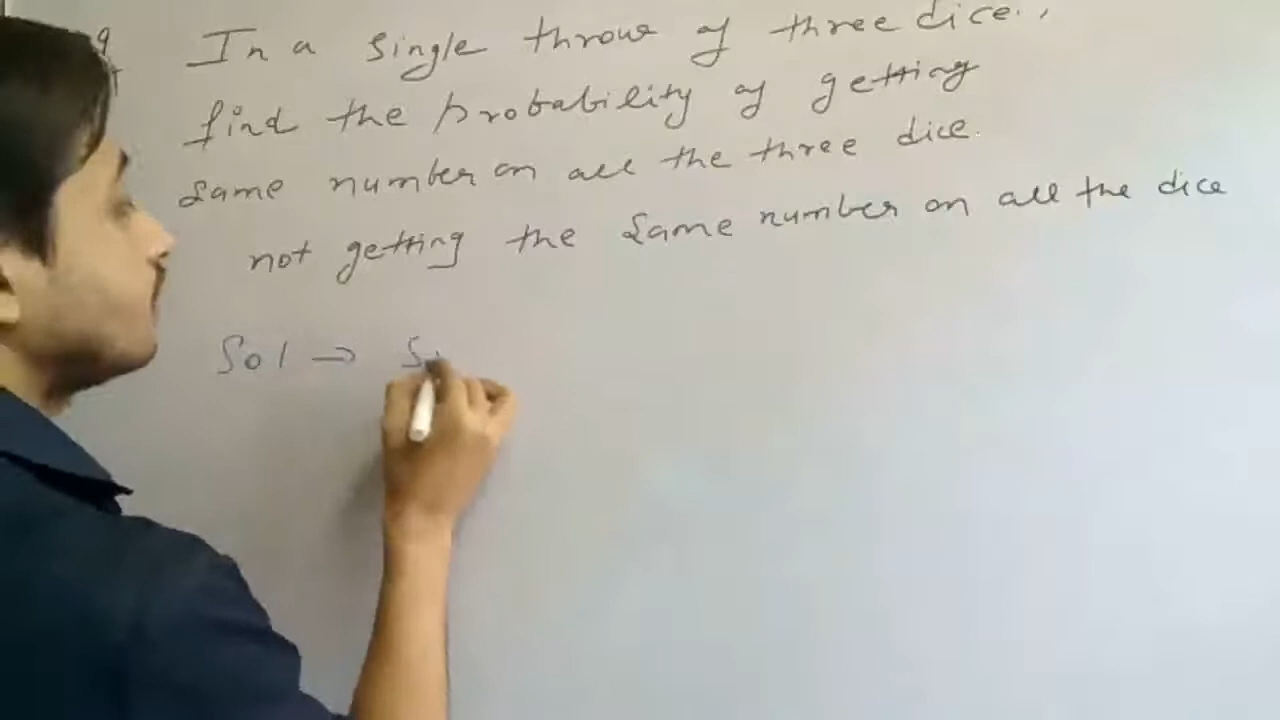 q In a single throw of three dice.,
find the probability of getting
same number on all the three dice.
not getting the same number on all the dice
Sol ⇒ S